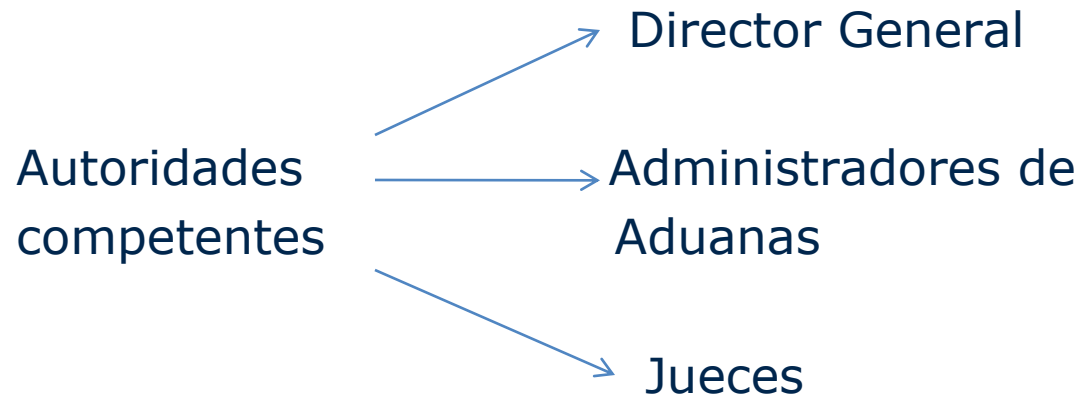 Director General
Autoridades
competentes
Administradores de
Aduanas
Jueces